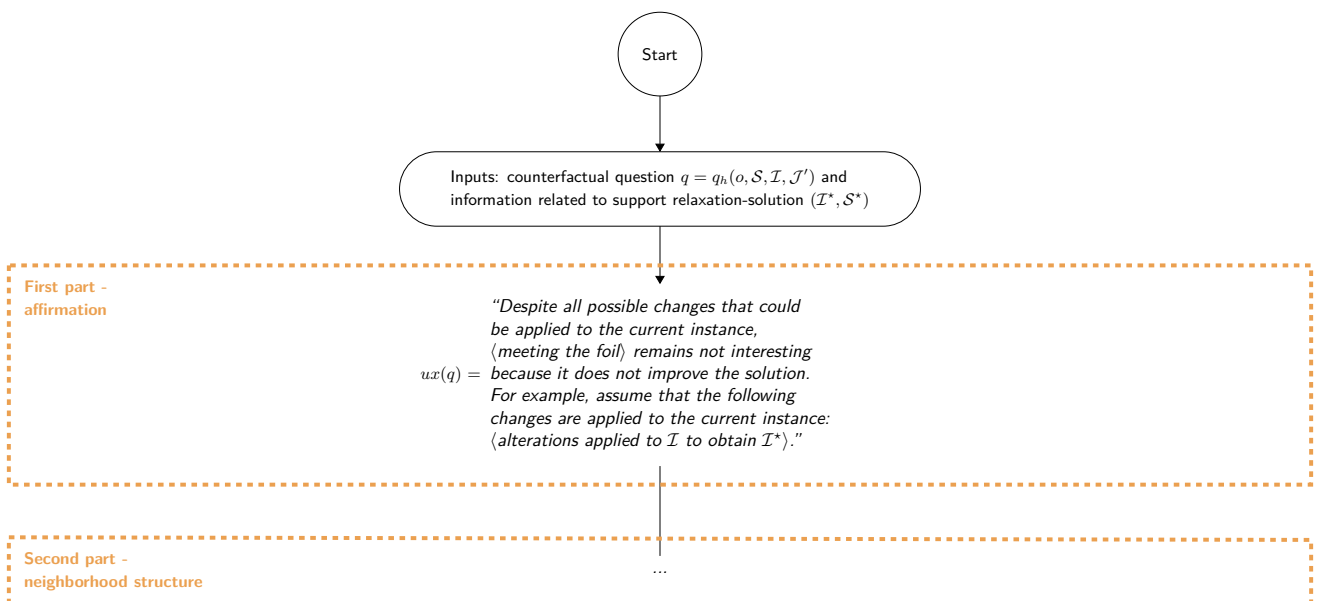 Start
Inputs: counterfactual question q = q_h(o, 𝒮, ℐ, 𝒥′) and
information related to support relaxation-solution (ℐ⋆, 𝒮⋆)
First part -
affirmation
“Despite all possible changes that could
be applied to the current instance,
⟨meeting the foil⟩ remains not interesting
ux(q) = because it does not improve the solution.
For example, assume that the following
changes are applied to the current instance:
⟨alterations applied to ℐ to obtain ℐ⋆⟩.”
Second part -
neighborhood structure
...